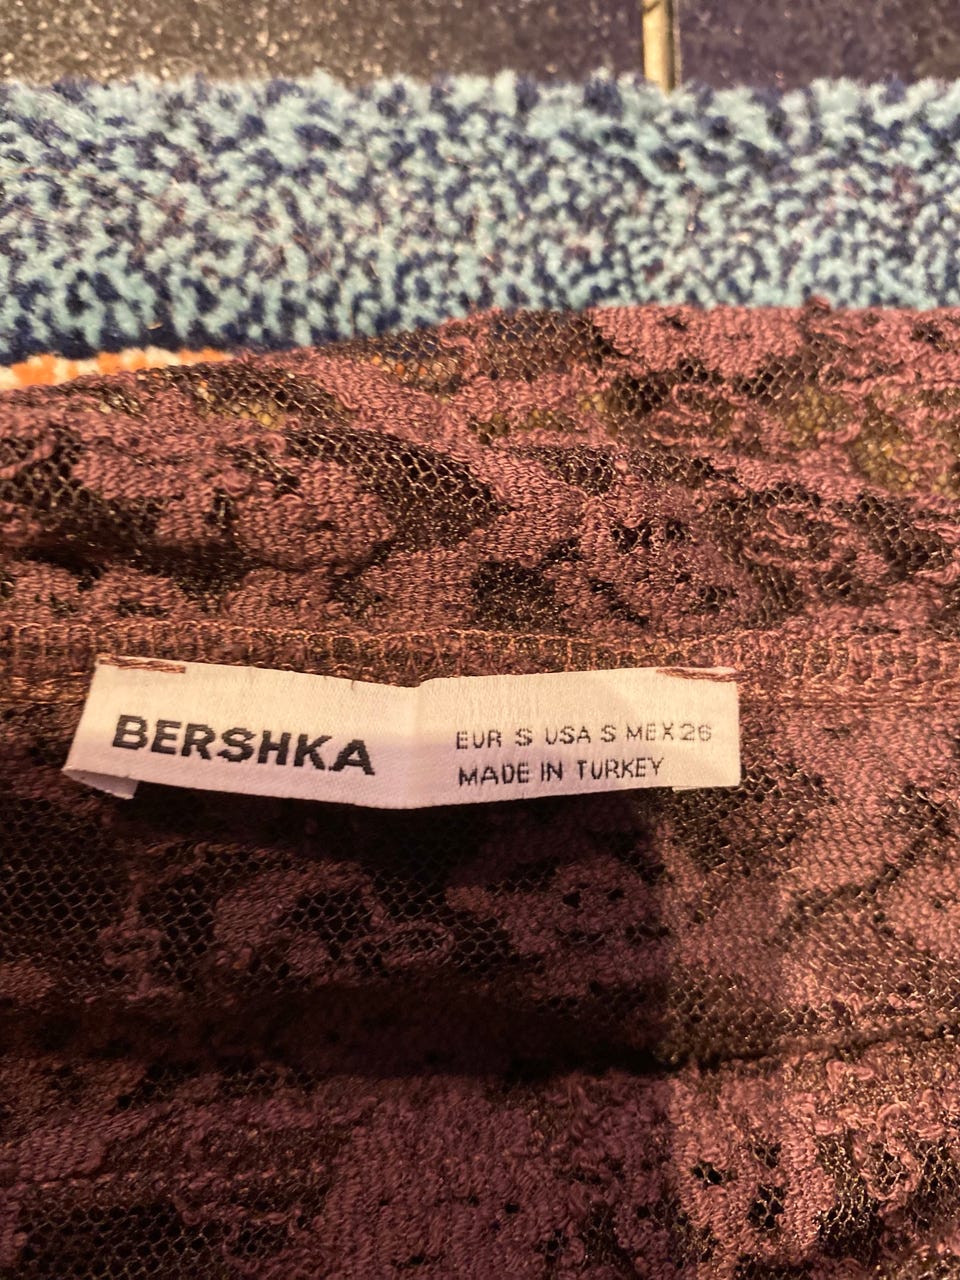 BERSHKA
EUR S USA S MEX 26
MADE IN TURKEY